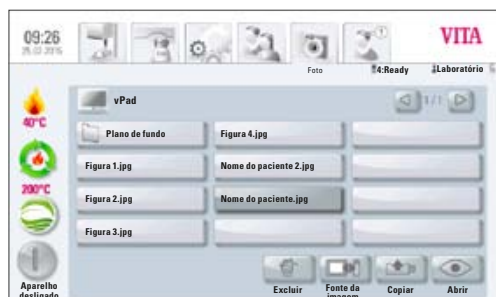 09:26
25.02.2015
VITA
Foto
4:Ready
Laboratório
40°C
vPad
1/1
Plano de fundo
Figura 4.jpg
Figura 1.jpg
Nome do paciente 2.jpg
200°C
Figura 2.jpg
Nome do paciente.jpg
Figura 3.jpg
Aparelho
desligado
Excluir
Fonte da
imagem
Copiar
Abrir